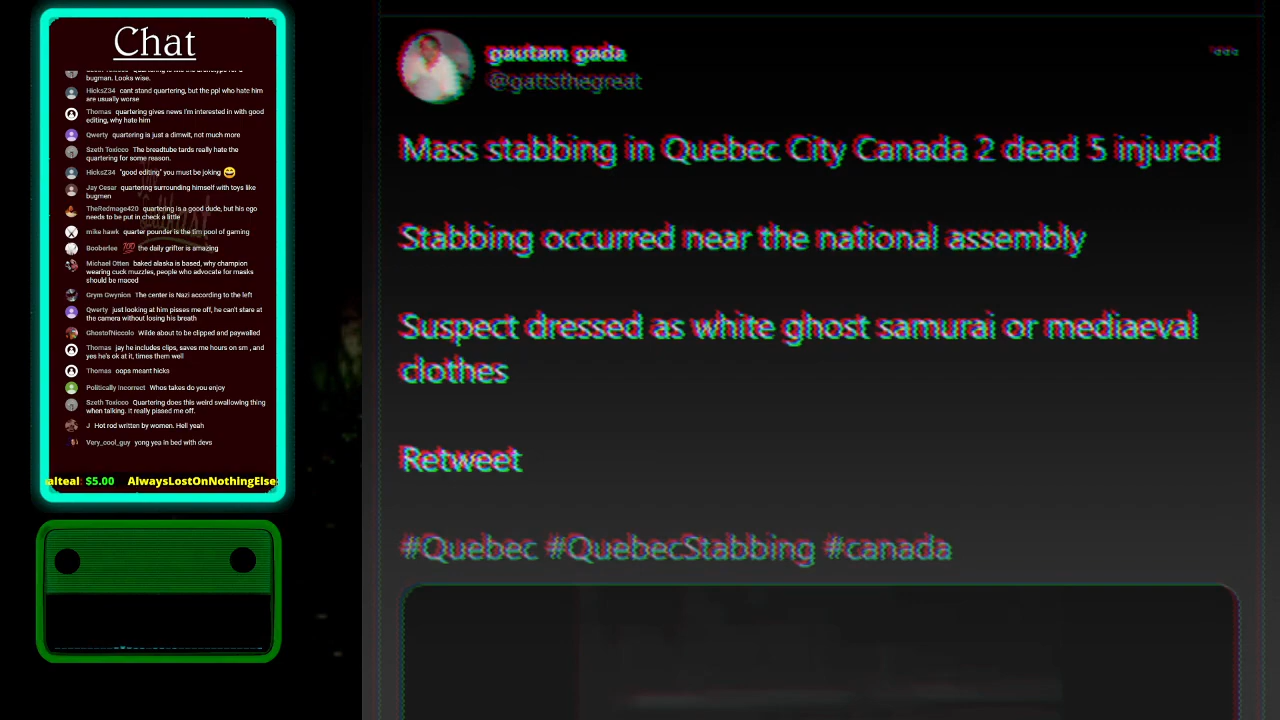 Chat
bugman. Looks wise.
HicksZ34 cant stand quartering, but the ppl who hate him
are usually worse
Thomas quartering gives news I'm interested in with good
editing, why hate him
Qwerty quartering is just a dimwit, not much more
Szeth Toxicco The breadtube tards really hate the
quartering for some reason.
HicksZ34 "good editing" you must be joking 😄
Jay Cesar quartering surrounding himself with toys like
bugmen
TheRedmage420 quartering is a good dude, but his ego
needs to be put in check a little
mike hawk quarter pounder is the tim pool of gaming
Booberlee 💯 the daily grifter is amazing
Michael Otten baked alaska is based, why champion
wearing cuck muzzles, people who advocate for masks
should be maced
Grym Gwynion The center is Nazi according to the left
Qwerty just looking at him pisses me off, he can't stare at
the camera without losing his breath
GhostofNiccolo Wilde about to be clipped and paywalled
Thomas jay he includes clips, saves me hours on sm , and
yes he's ok at it, times them well
Thomas oops meant hicks
Politically Incorrect Whos takes do you enjoy
Szeth Toxicco Quartering does this weird swallowing thing
when talking. It really pissed me off.
J Hot rod written by women. Hell yeah
Very_cool_guy yong yea in bed with devs
alteal $5.00 AlwaysLostOnNothingElse
gautam gada
@gattsthegreat
Mass stabbing in Quebec City Canada 2 dead 5 injured
Stabbing occurred near the national assembly
Suspect dressed as white ghost samurai or mediaeval
clothes
Retweet
#Quebec #QuebecStabbing #canada